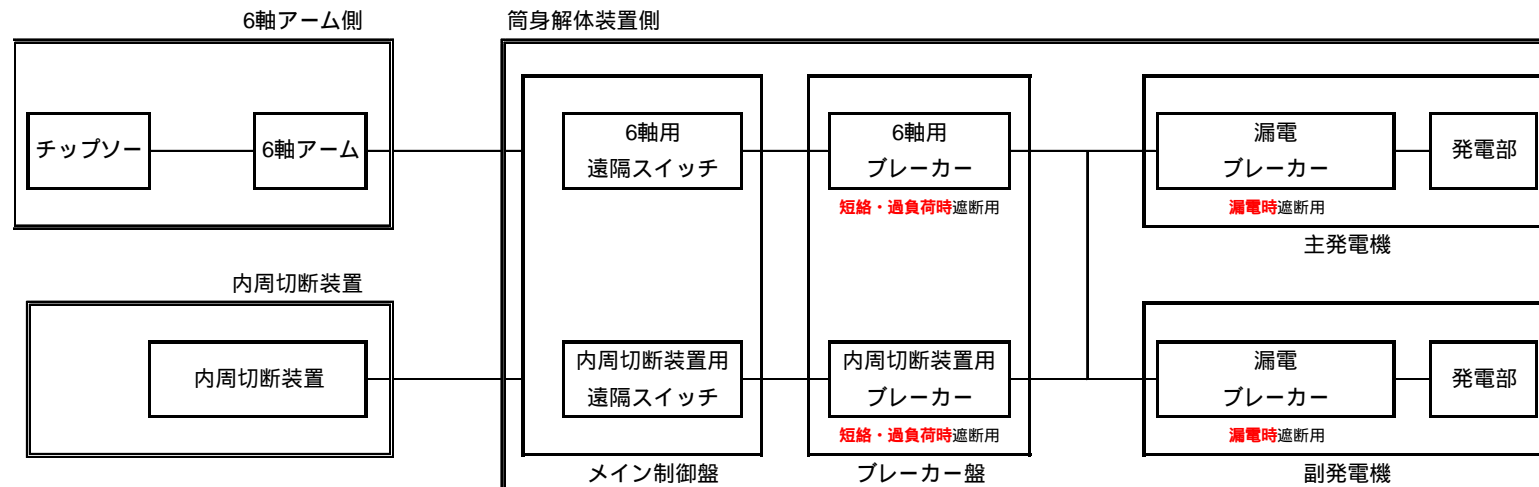 6軸アーム側
筒身解体装置側
チップソー
6軸アーム
6軸用
遠隔スイッチ
6軸用
ブレーカー
短絡・過負荷時遮断用
漏電
ブレーカー
漏電時遮断用
発電部
主発電機
内周切断装置
内周切断装置
内周切断装置用
遠隔スイッチ
内周切断装置用
ブレーカー
短絡・過負荷時遮断用
漏電
ブレーカー
漏電時遮断用
発電部
メイン制御盤
ブレーカー盤
副発電機